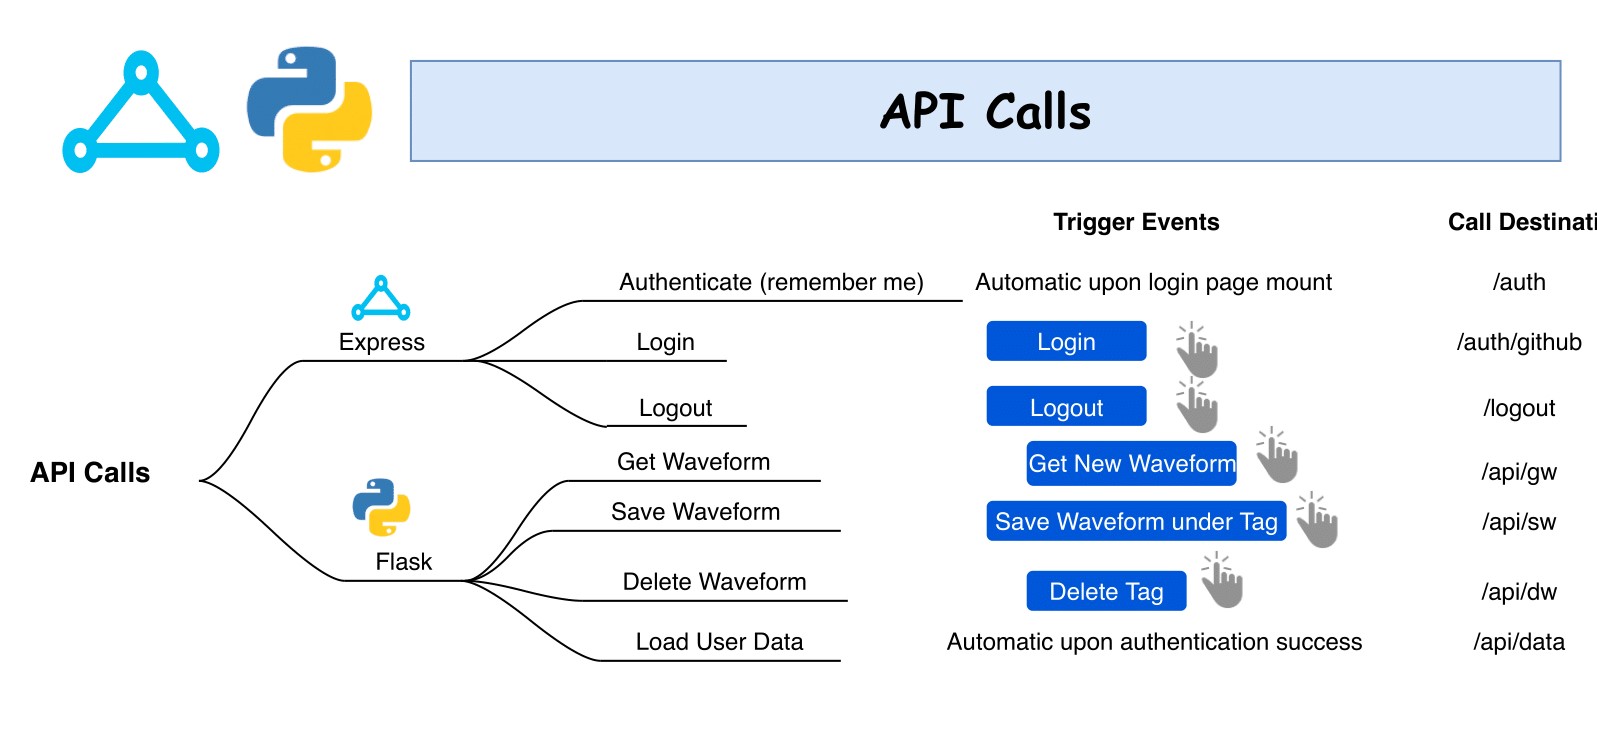 API Calls
Trigger Events Call Destinati
Authenticate (remember me) Automatic upon login page mount /auth
Express Login Login /auth/github
Logout Logout /logout
API Calls
Get Waveform Get New Waveform /api/gw
Save Waveform Save Waveform under Tag /api/sw
Flask
Delete Waveform Delete Tag /api/dw
Load User Data Automatic upon authentication success /api/data